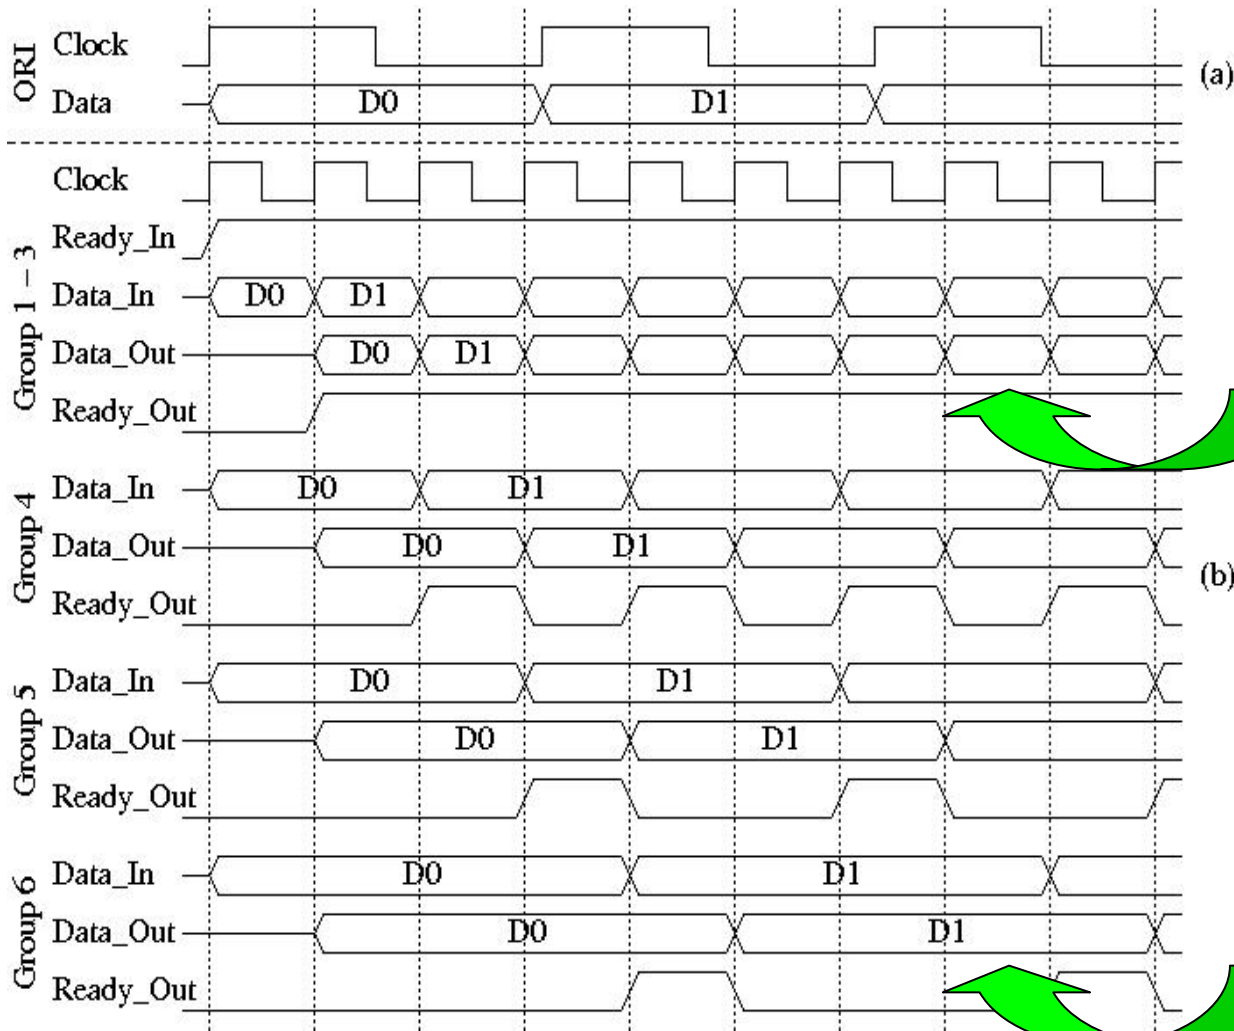 ORI
Clock
Data
D0
D1
(a)
Group 1 – 3
Clock
Ready_In
Data_In
D0
D1
Data_Out
D0
D1
Ready_Out
Group 4
Data_In
D0
D1
Data_Out
D0
D1
Ready_Out
(b)
Group 5
Data_In
D0
D1
Data_Out
D0
D1
Ready_Out
Group 6
Data_In
D0
D1
Data_Out
D0
D1
Ready_Out